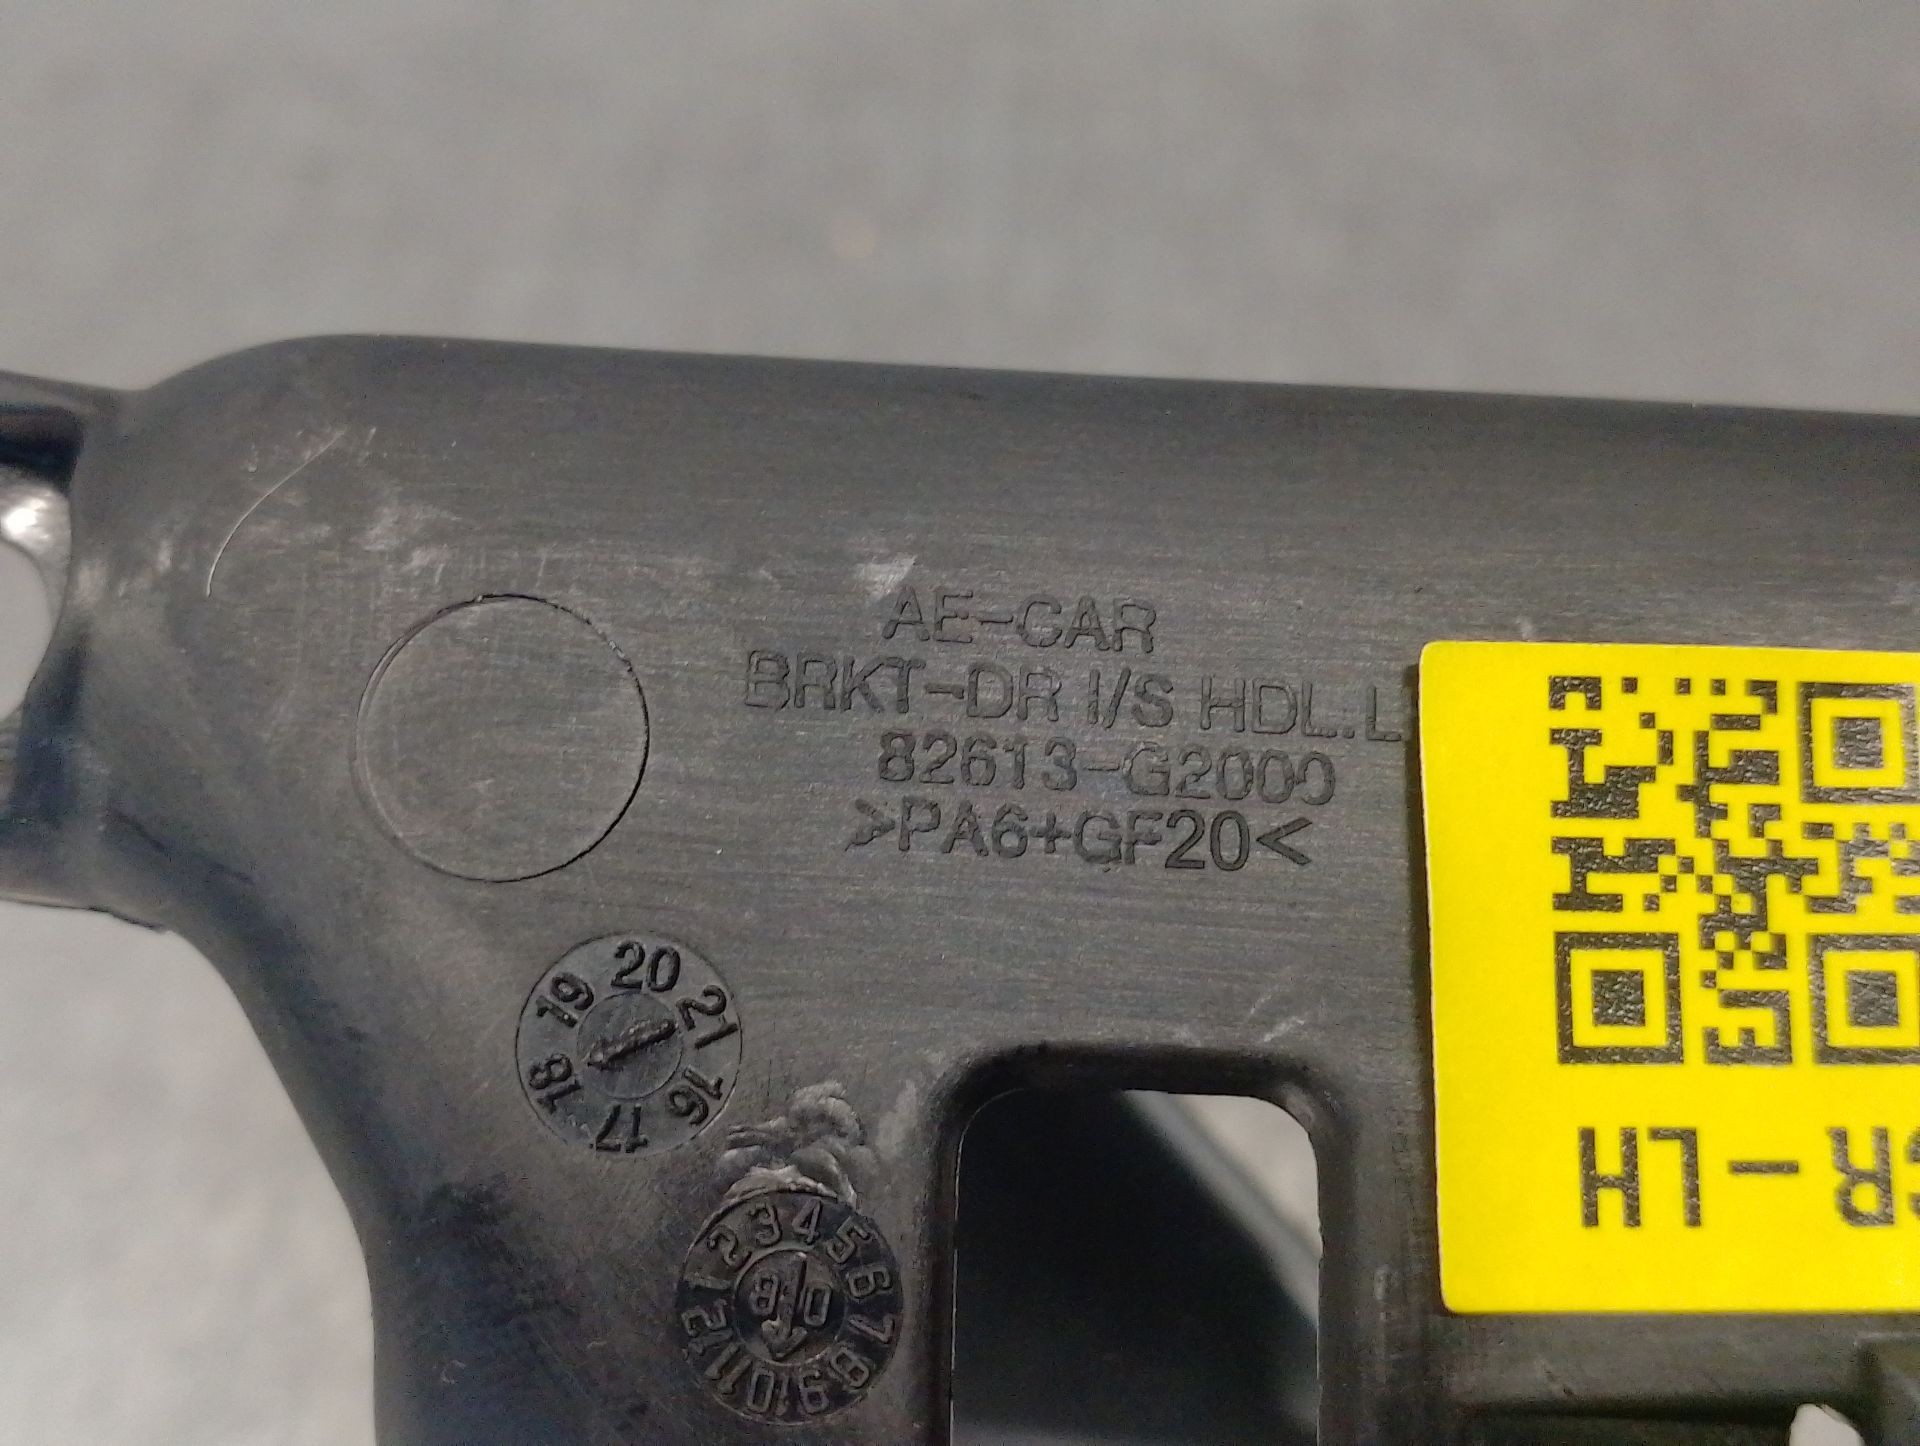 AE-CAR
BRKT-DR I/S HDL.L
82613-G2000
>PA6+GF20<
16 17 18 19 20 21
1 2 3 4 5 6 7 8 9 10 11 12
LH-